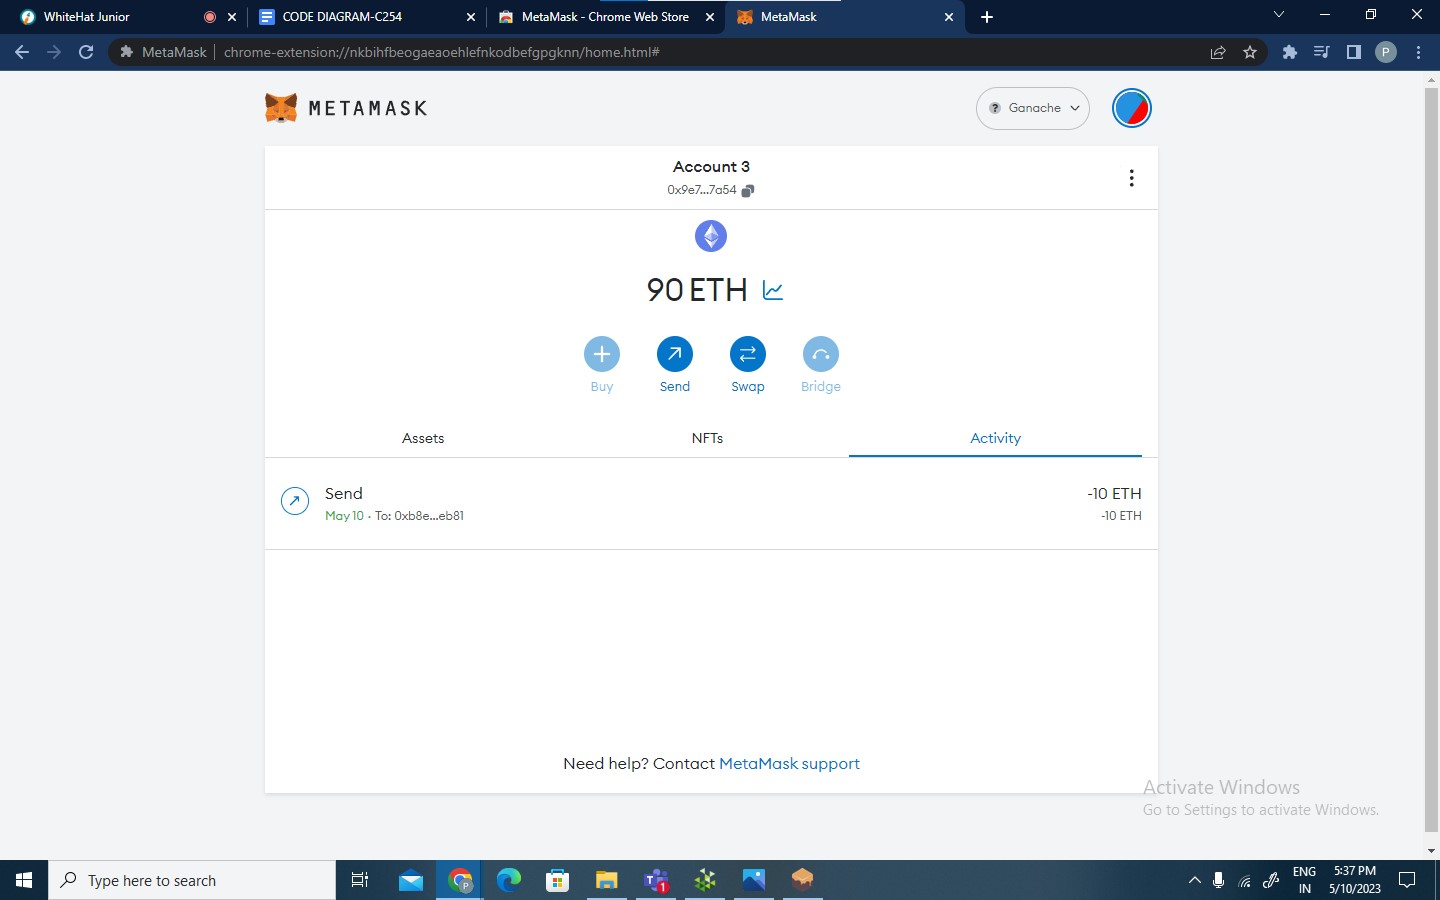 WhiteHat Junior
CODE DIAGRAM-C254
MetaMask - Chrome Web Store
MetaMask
MetaMask
chrome-extension://nkbihfbeogaeaoehlefnkodbefgpgknn/home.html#
P
METAMASK
? Ganache
Account 3
0x9e7...7a54
90 ETH
Buy
Send
Swap
Bridge
Assets
NFTs
Activity
Send
-10 ETH
May 10 · To: 0xb8e...eb81
-10 ETH
Need help? Contact MetaMask support
Activate Windows
Go to Settings to activate Windows.
Type here to search
P
T
1
ENG
IN
5:37 PM
5/10/2023